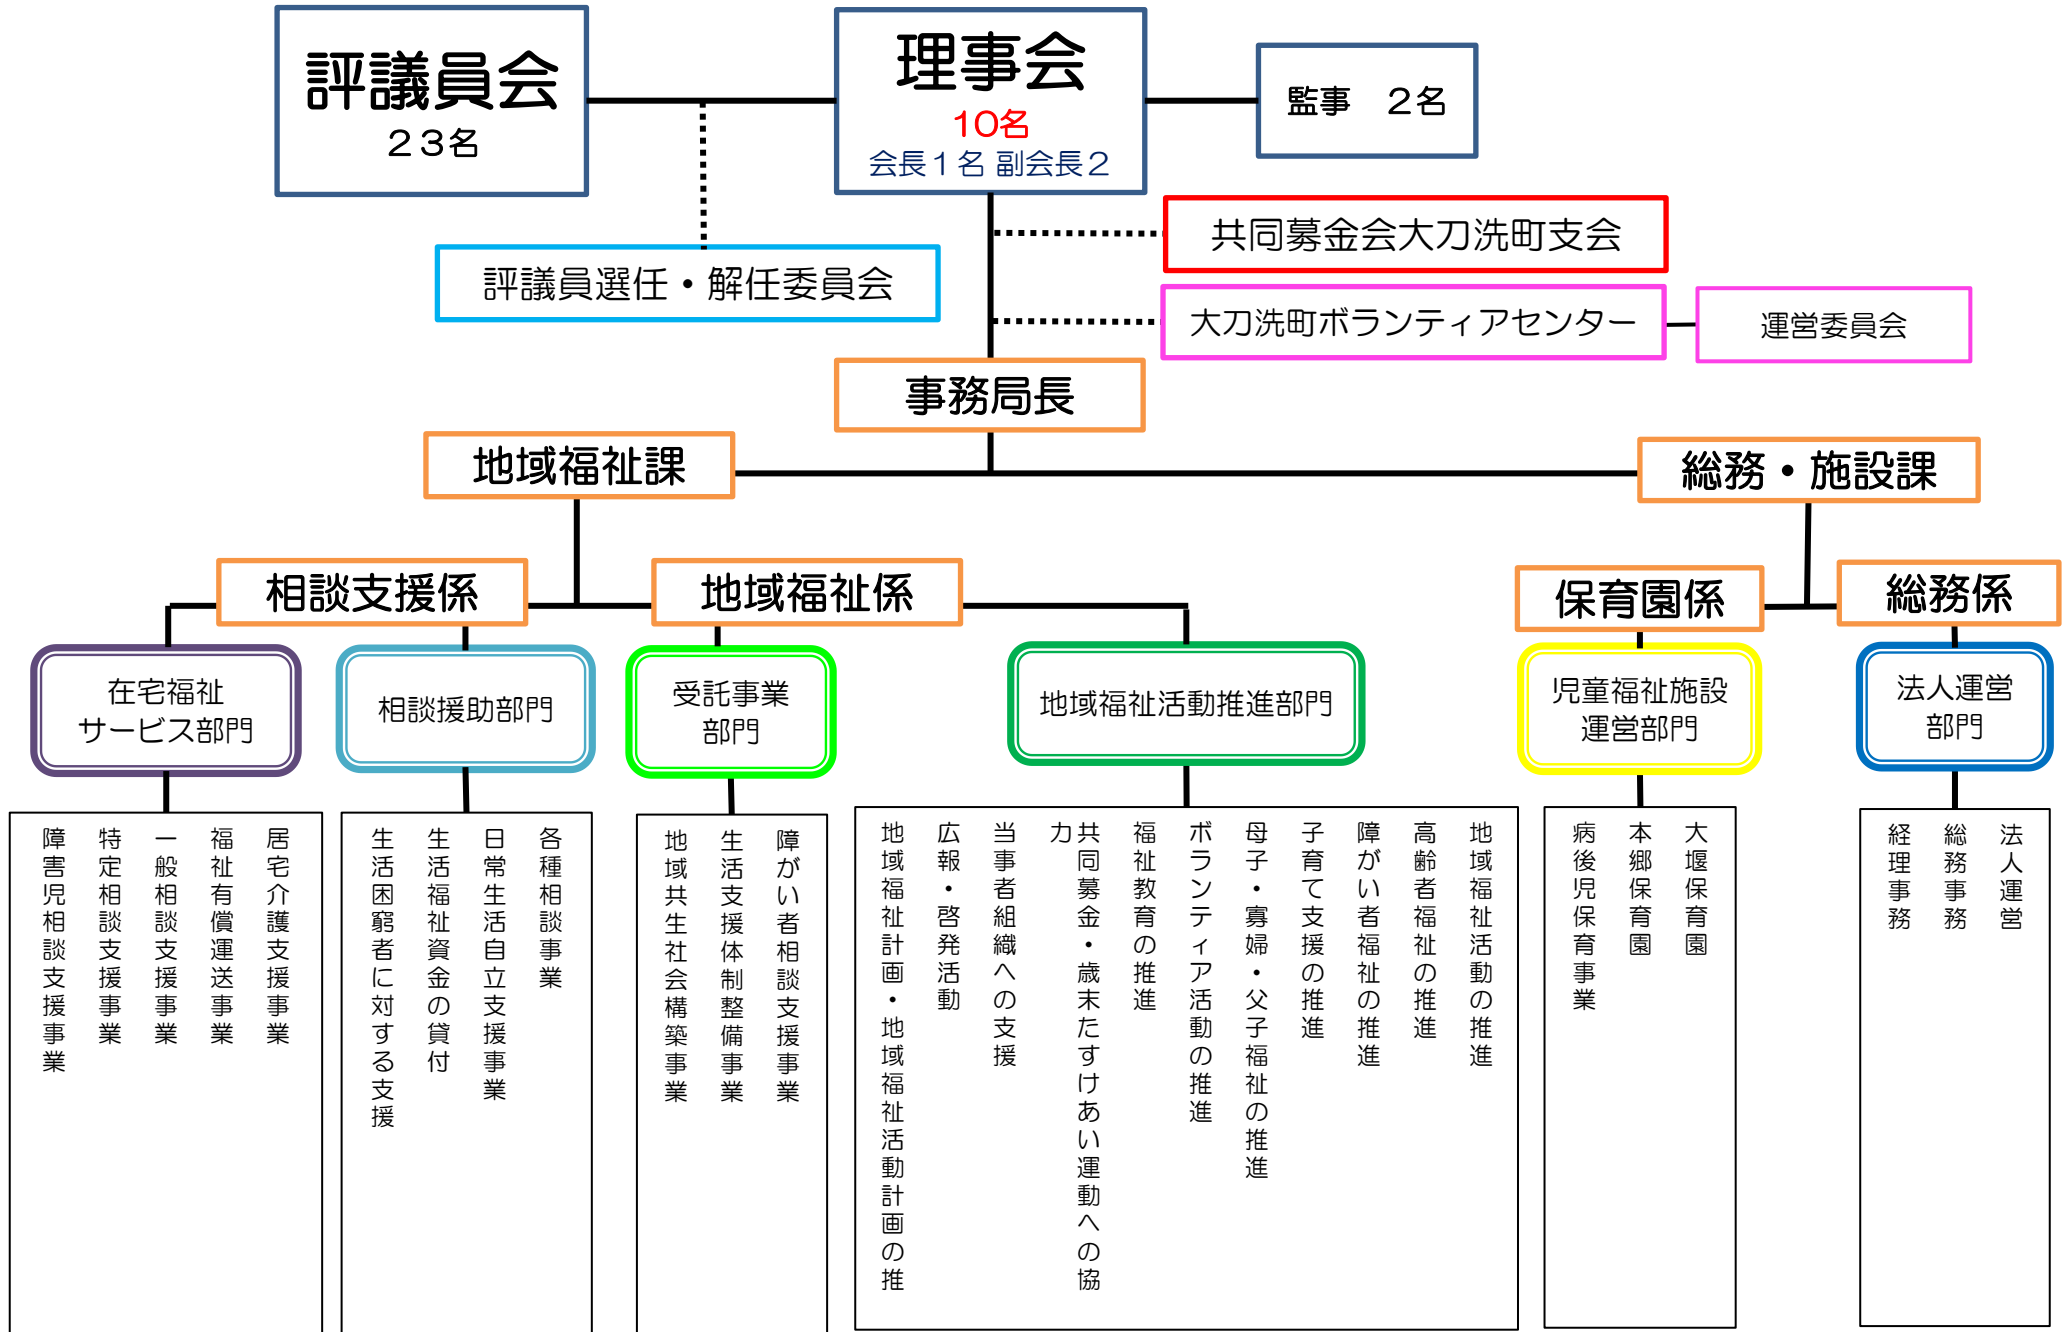 評議員会
23名
理事会
10名
会長1名 副会長2
監事　2名
共同募金会大刀洗町支会
評議員選任・解任委員会
大刀洗町ボランティアセンター
運営委員会
事務局長
地域福祉課
総務・施設課
相談支援係
地域福祉係
保育園係
総務係
在宅福祉
サービス部門
相談援助部門
受託事業
部門
地域福祉活動推進部門
児童福祉施設
運営部門
法人運営
部門
居宅介護支援事業
福祉有償運送事業
一般相談支援事業
特定相談支援事業
障害児相談支援事業
各種相談事業
日常生活自立支援事業
生活福祉資金の貸付
生活困窮者に対する支援
障がい者相談支援事業
生活支援体制整備事業
地域共生社会構築事業
地域福祉活動の推進
高齢者福祉の推進
障がい者福祉の推進
子育て支援の推進
母子・寡婦・父子福祉の推進
ボランティア活動の推進
福祉教育の推進
共同募金・歳末たすけあい運動への協
力
当事者組織への支援
広報・啓発活動
地域福祉計画・地域福祉活動計画の推
大堰保育園
本郷保育園
病後児保育事業
法人運営
総務事務
経理事務